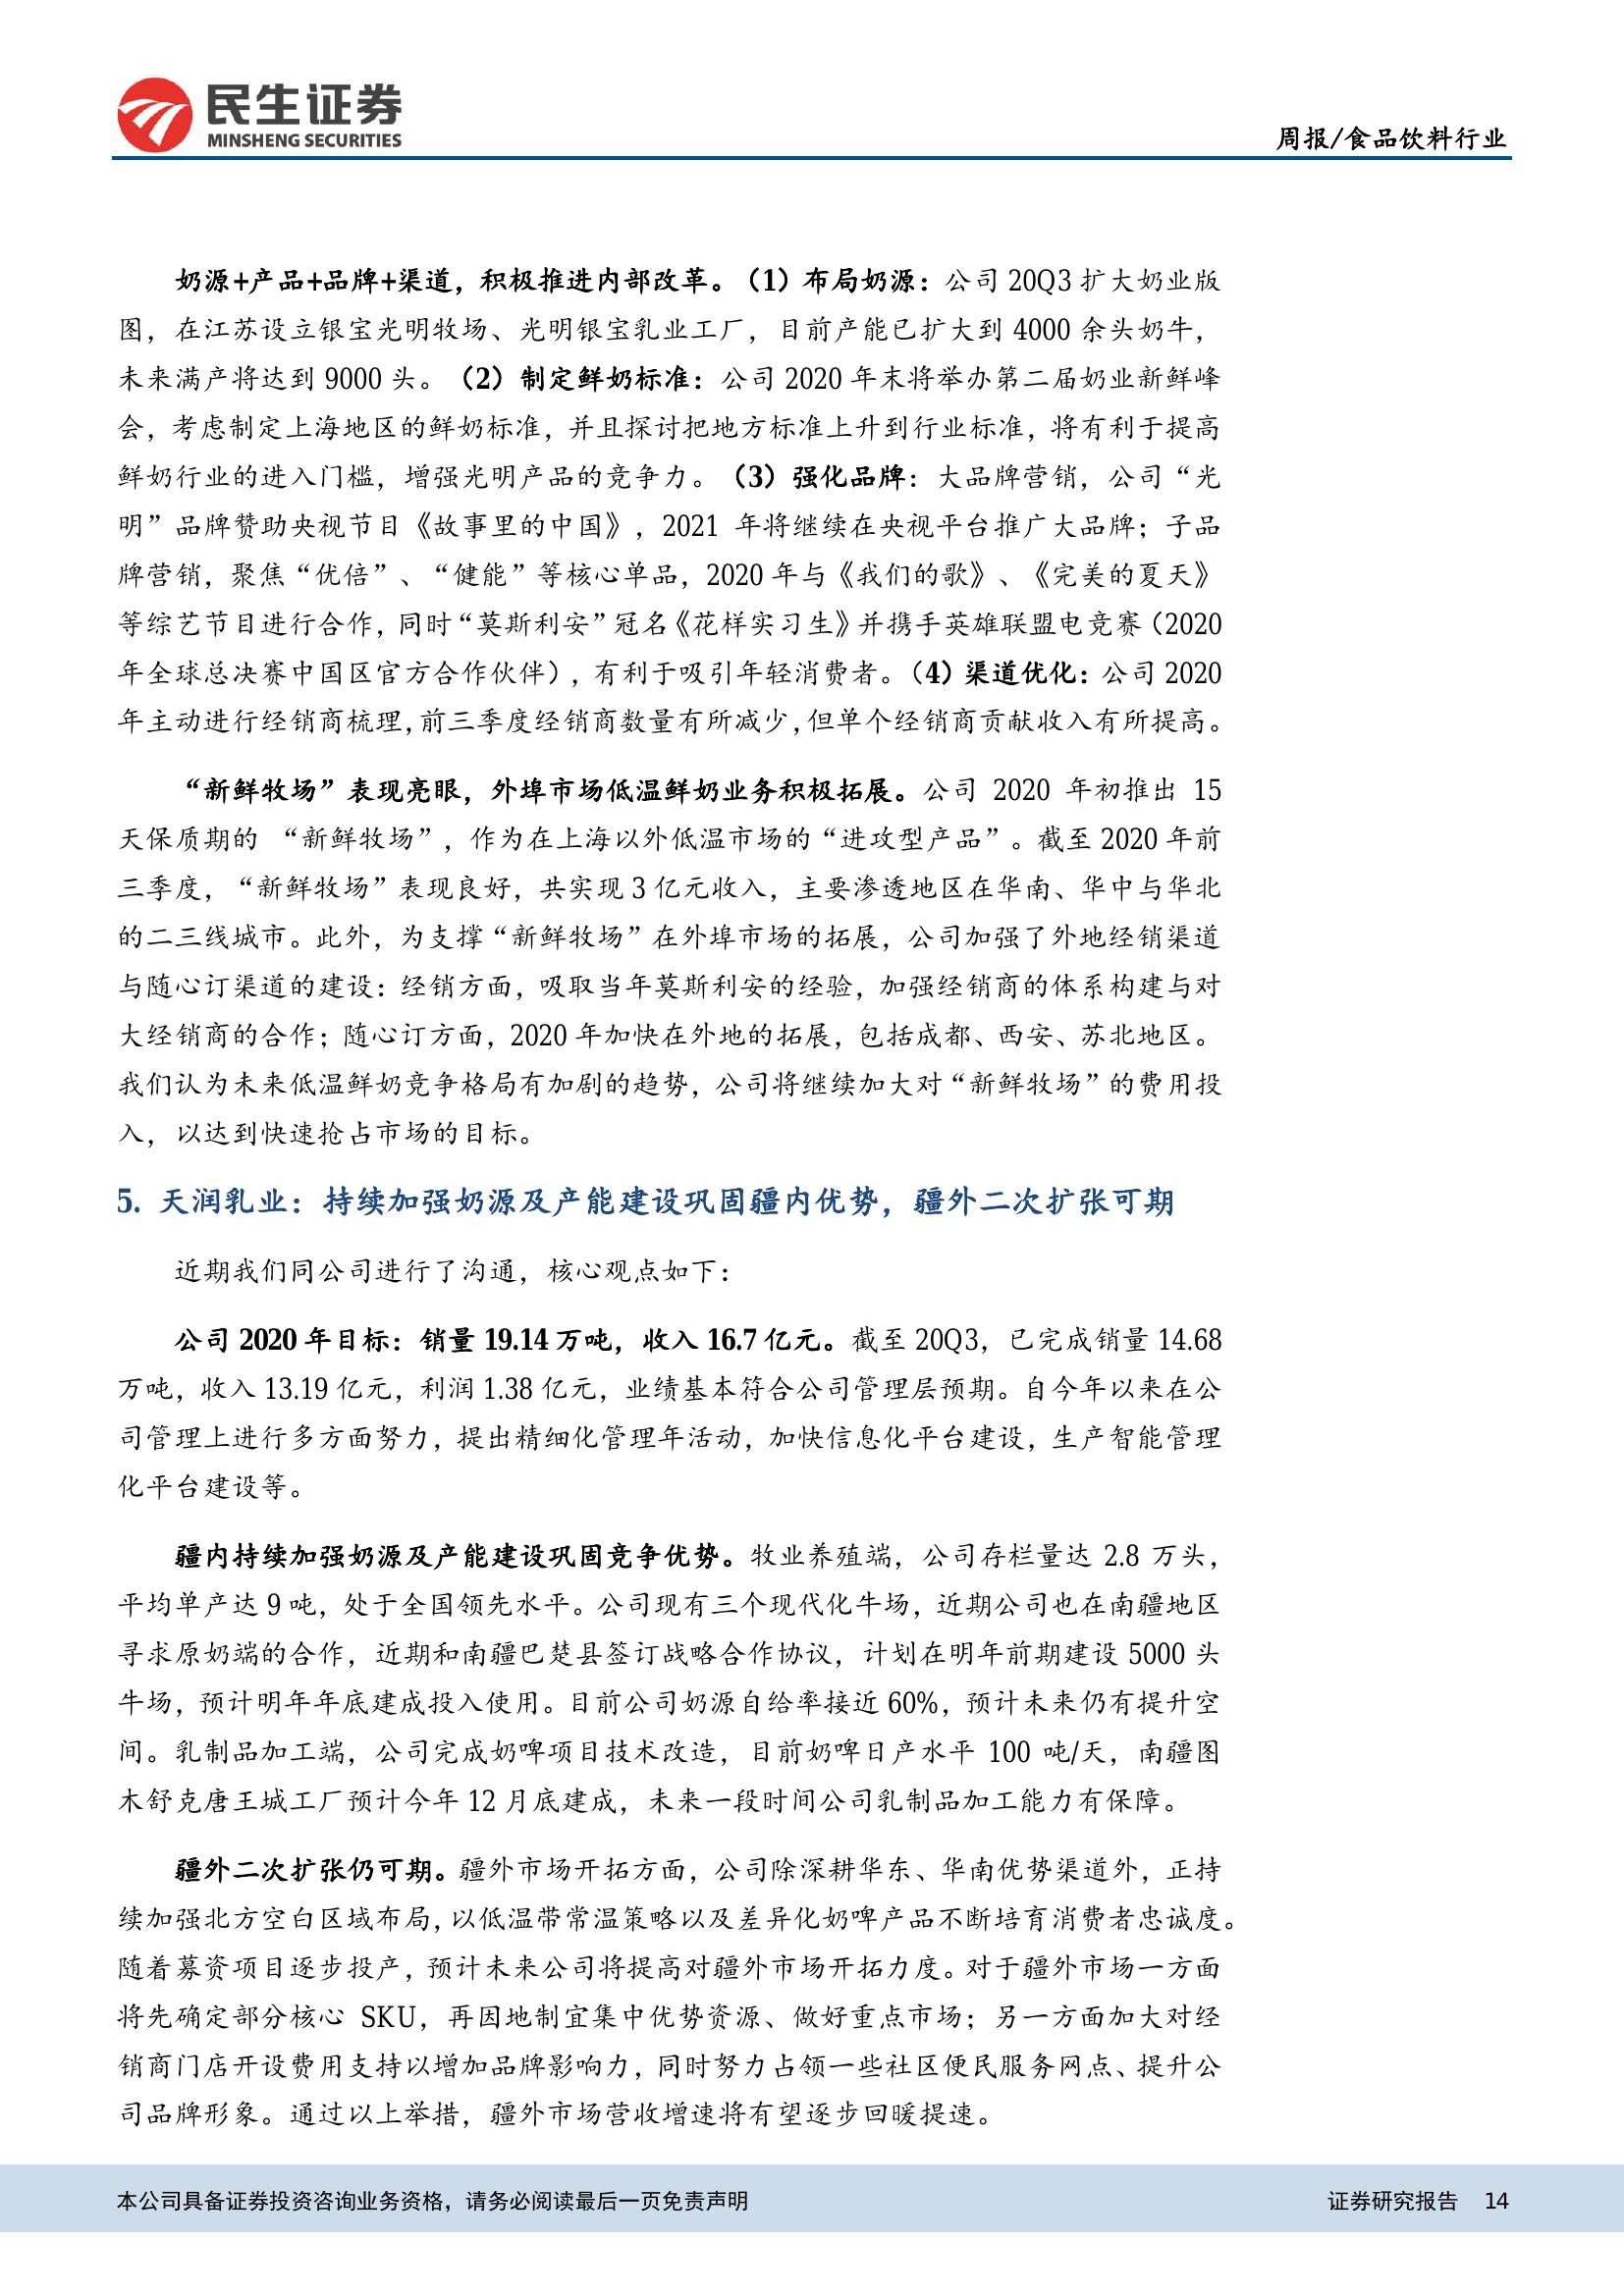 民生证券
MINSHENG SECURITIES
周报/食品饮料行业
奶源+产品+品牌+渠道，积极推进内部改革。（1）布局奶源：公司 20Q3 扩大奶业版
图，在江苏设立银宝光明牧场、光明银宝乳业工厂，目前产能已扩大到 4000 余头奶牛，
未来满产将达到 9000 头。（2）制定鲜奶标准：公司 2020 年末将举办第二届奶业新鲜峰
会，考虑制定上海地区的鲜奶标准，并且探讨把地方标准上升到行业标准，将有利于提高
鲜奶行业的进入门槛，增强光明产品的竞争力。（3）强化品牌：大品牌营销，公司“光
明”品牌赞助央视节目《故事里的中国》，2021 年将继续在央视平台推广大品牌；子品
牌营销，聚焦“优倍”、“健能”等核心单品，2020 年与《我们的歌》、《完美的夏天》
等综艺节目进行合作，同时“莫斯利安”冠名《花样实习生》并携手英雄联盟电竞赛（2020
年全球总决赛中国区官方合作伙伴），有利于吸引年轻消费者。（4）渠道优化：公司 2020
年主动进行经销商梳理，前三季度经销商数量有所减少，但单个经销商贡献收入有所提高。
“新鲜牧场”表现亮眼，外埠市场低温鲜奶业务积极拓展。公司 2020 年初推出 15
天保质期的 “新鲜牧场”，作为在上海以外低温市场的“进攻型产品”。截至 2020 年前
三季度，“新鲜牧场”表现良好，共实现 3 亿元收入，主要渗透地区在华南、华中与华北
的二三线城市。此外，为支撑“新鲜牧场”在外埠市场的拓展，公司加强了外地经销渠道
与随心订渠道的建设：经销方面，吸取当年莫斯利安的经验，加强经销商的体系构建与对
大经销商的合作；随心订方面，2020 年加快在外地的拓展，包括成都、西安、苏北地区。
我们认为未来低温鲜奶竞争格局有加剧的趋势，公司将继续加大对“新鲜牧场”的费用投
入，以达到快速抢占市场的目标。
5. 天润乳业：持续加强奶源及产能建设巩固疆内优势，疆外二次扩张可期
近期我们同公司进行了沟通，核心观点如下：
公司 2020 年目标：销量 19.14 万吨，收入 16.7 亿元。截至 20Q3，已完成销量 14.68
万吨，收入 13.19 亿元，利润 1.38 亿元，业绩基本符合公司管理层预期。自今年以来在公
司管理上进行多方面努力，提出精细化管理年活动，加快信息化平台建设，生产智能管理
化平台建设等。
疆内持续加强奶源及产能建设巩固竞争优势。牧业养殖端，公司存栏量达 2.8 万头，
平均单产达 9 吨，处于全国领先水平。公司现有三个现代化牛场，近期公司也在南疆地区
寻求原奶端的合作，近期和南疆巴楚县签订战略合作协议，计划在明年前期建设 5000 头
牛场，预计明年年底建成投入使用。目前公司奶源自给率接近 60%，预计未来仍有提升空
间。乳制品加工端，公司完成奶啤项目技术改造，目前奶啤日产水平 100 吨/天，南疆图
木舒克唐王城工厂预计今年 12 月底建成，未来一段时间公司乳制品加工能力有保障。
疆外二次扩张仍可期。疆外市场开拓方面，公司除深耕华东、华南优势渠道外，正持
续加强北方空白区域布局，以低温带常温策略以及差异化奶啤产品不断培育消费者忠诚度。
随着募资项目逐步投产，预计未来公司将提高对疆外市场开拓力度。对于疆外市场一方面
将先确定部分核心 SKU，再因地制宜集中优势资源、做好重点市场；另一方面加大对经
销商门店开设费用支持以增加品牌影响力，同时努力占领一些社区便民服务网点、提升公
司品牌形象。通过以上举措，疆外市场营收增速将有望逐步回暖提速。
本公司具备证券投资咨询业务资格，请务必阅读最后一页免责声明
证券研究报告 14